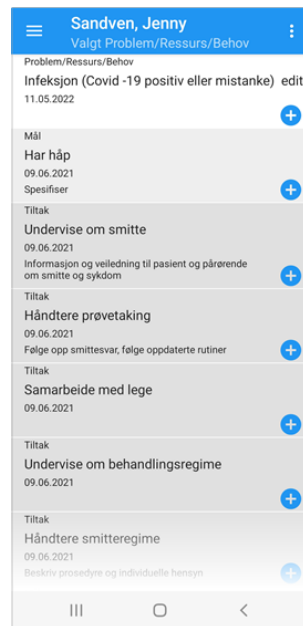 Sandven, Jenny
Valgt Problem/Ressurs/Behov
Problem/Ressurs/Behov
Infeksjon (Covid -19 positiv eller mistanke) edit
11.05.2022
Mål
Har håp
09.06.2021
Spesifiser
Tiltak
Undervise om smitte
09.06.2021
Informasjon og veiledning til pasient og pårørende
om smitte og sykdom
Tiltak
Håndtere prøvetaking
09.06.2021
Følge opp smittesvar, følge oppdaterte rutiner
Tiltak
Samarbeide med lege
09.06.2021
Tiltak
Undervise om behandlingsregime
09.06.2021
Tiltak
Håndtere smitteregime
09.06.2021
Beskriv prosedyre og individuelle hensyn